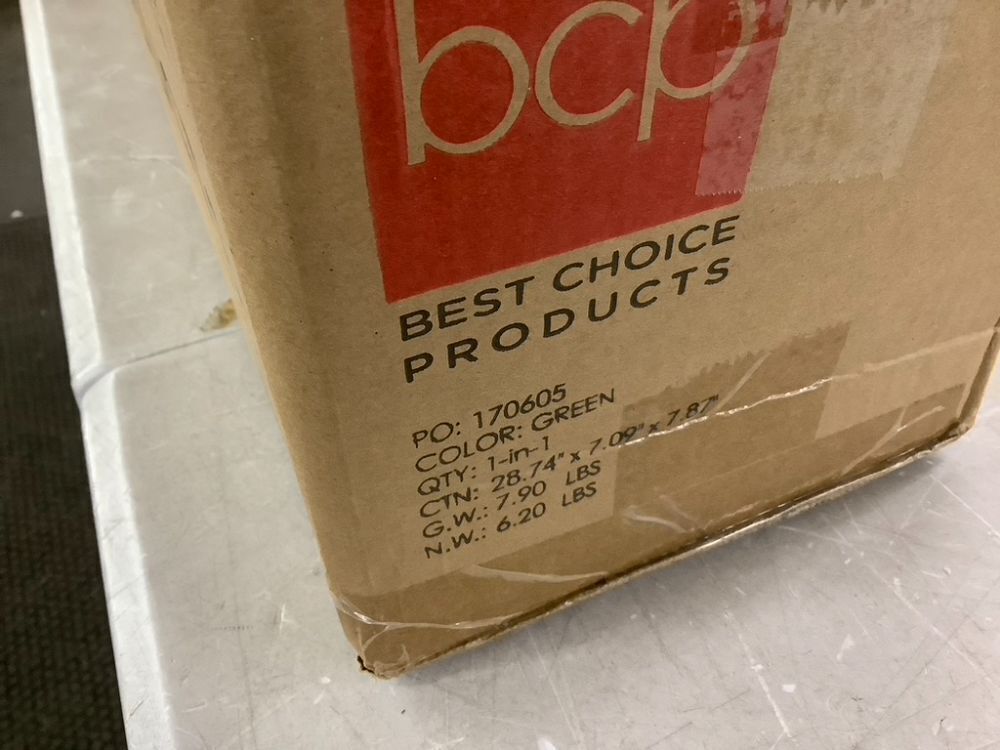 bcp
BEST CHOICE
PRODUCTS
PO: 170605
COLOR: GREEN
QTY: 1-in-1
CTN: 28.74" x 7.09" x 7.87"
G.W.: 7.90 LBS
N.W.: 6.20 LBS